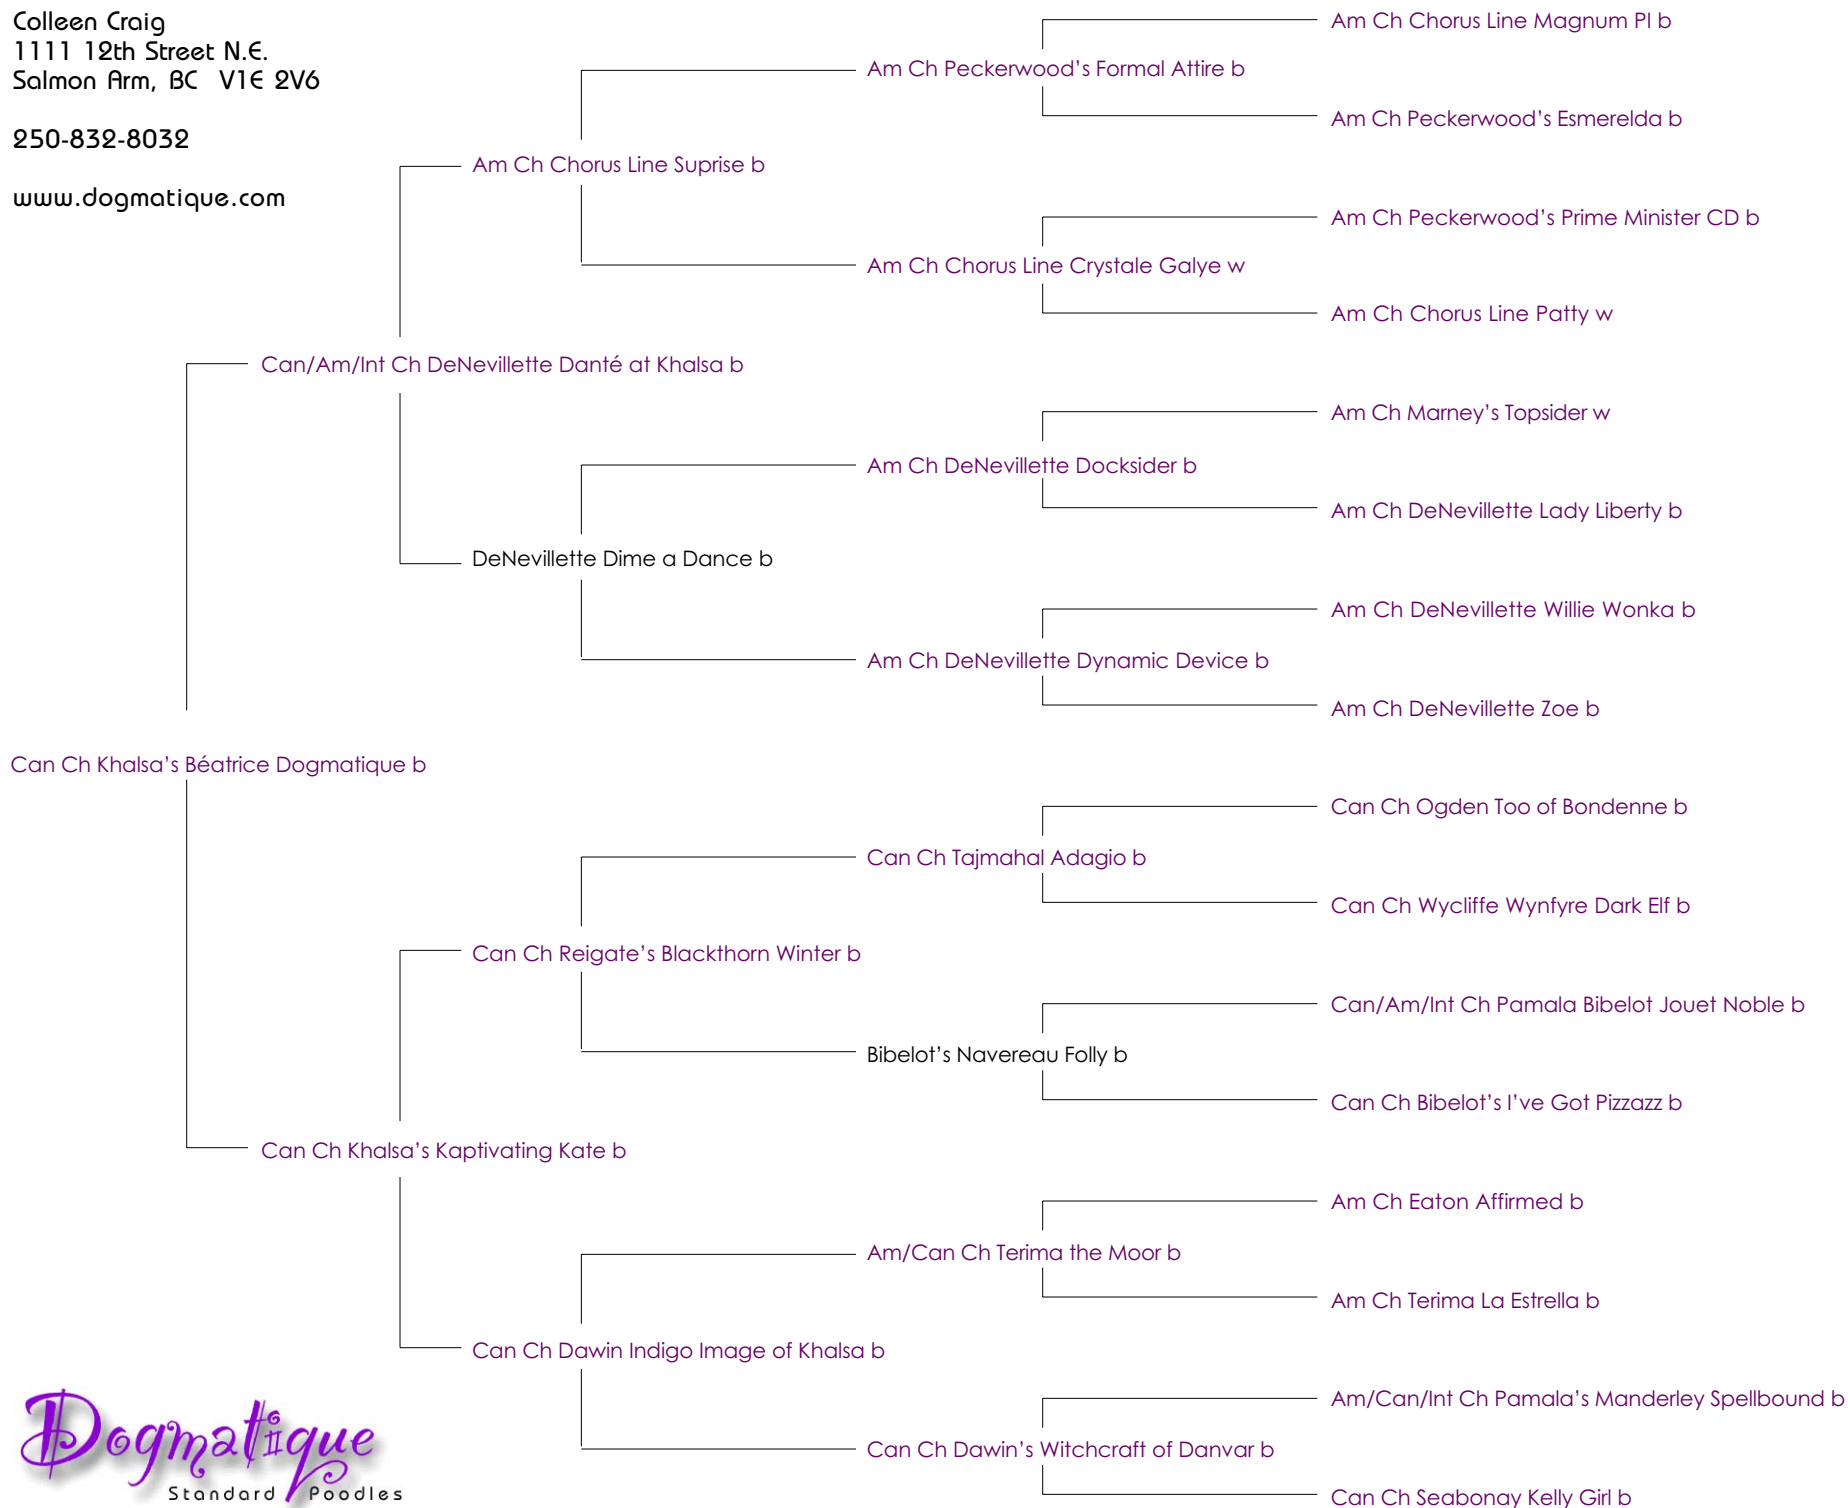 Colleen Craig
1111 12th Street N.E.
Salmon Arm, BC  V1E 2V6
250-832-8032
www.dogmatique.com
Am Ch Chorus Line Magnum PI b
Am Ch Peckerwood’s Formal Attire b
Am Ch Peckerwood’s Esmerelda b
Am Ch Chorus Line Suprise b
Am Ch Peckerwood’s Prime Minister CD b
Am Ch Chorus Line Crystale Galye w
Am Ch Chorus Line Patty w
Can/Am/Int Ch DeNevillette Danté at Khalsa b
Am Ch Marney’s Topsider w
Am Ch DeNevillette Docksider b
Am Ch DeNevillette Lady Liberty b
DeNevillette Dime a Dance b
Am Ch DeNevillette Willie Wonka b
Am Ch DeNevillette Dynamic Device b
Am Ch DeNevillette Zoe b
Can Ch Khalsa’s Béatrice Dogmatique b
Can Ch Ogden Too of Bondenne b
Can Ch Tajmahal Adagio b
Can Ch Wycliffe Wynfyre Dark Elf b
Can Ch Reigate’s Blackthorn Winter b
Can/Am/Int Ch Pamala Bibelot Jouet Noble b
Bibelot’s Navereau Folly b
Can Ch Bibelot’s I’ve Got Pizzazz b
Can Ch Khalsa’s Kaptivating Kate b
Am Ch Eaton Affirmed b
Am/Can Ch Terima the Moor b
Am Ch Terima La Estrella b
Can Ch Dawin Indigo Image of Khalsa b
Am/Can/Int Ch Pamala’s Manderley Spellbound b
Can Ch Dawin’s Witchcraft of Danvar b
Can Ch Seabonay Kelly Girl b
Dogmatique
Standard Poodles